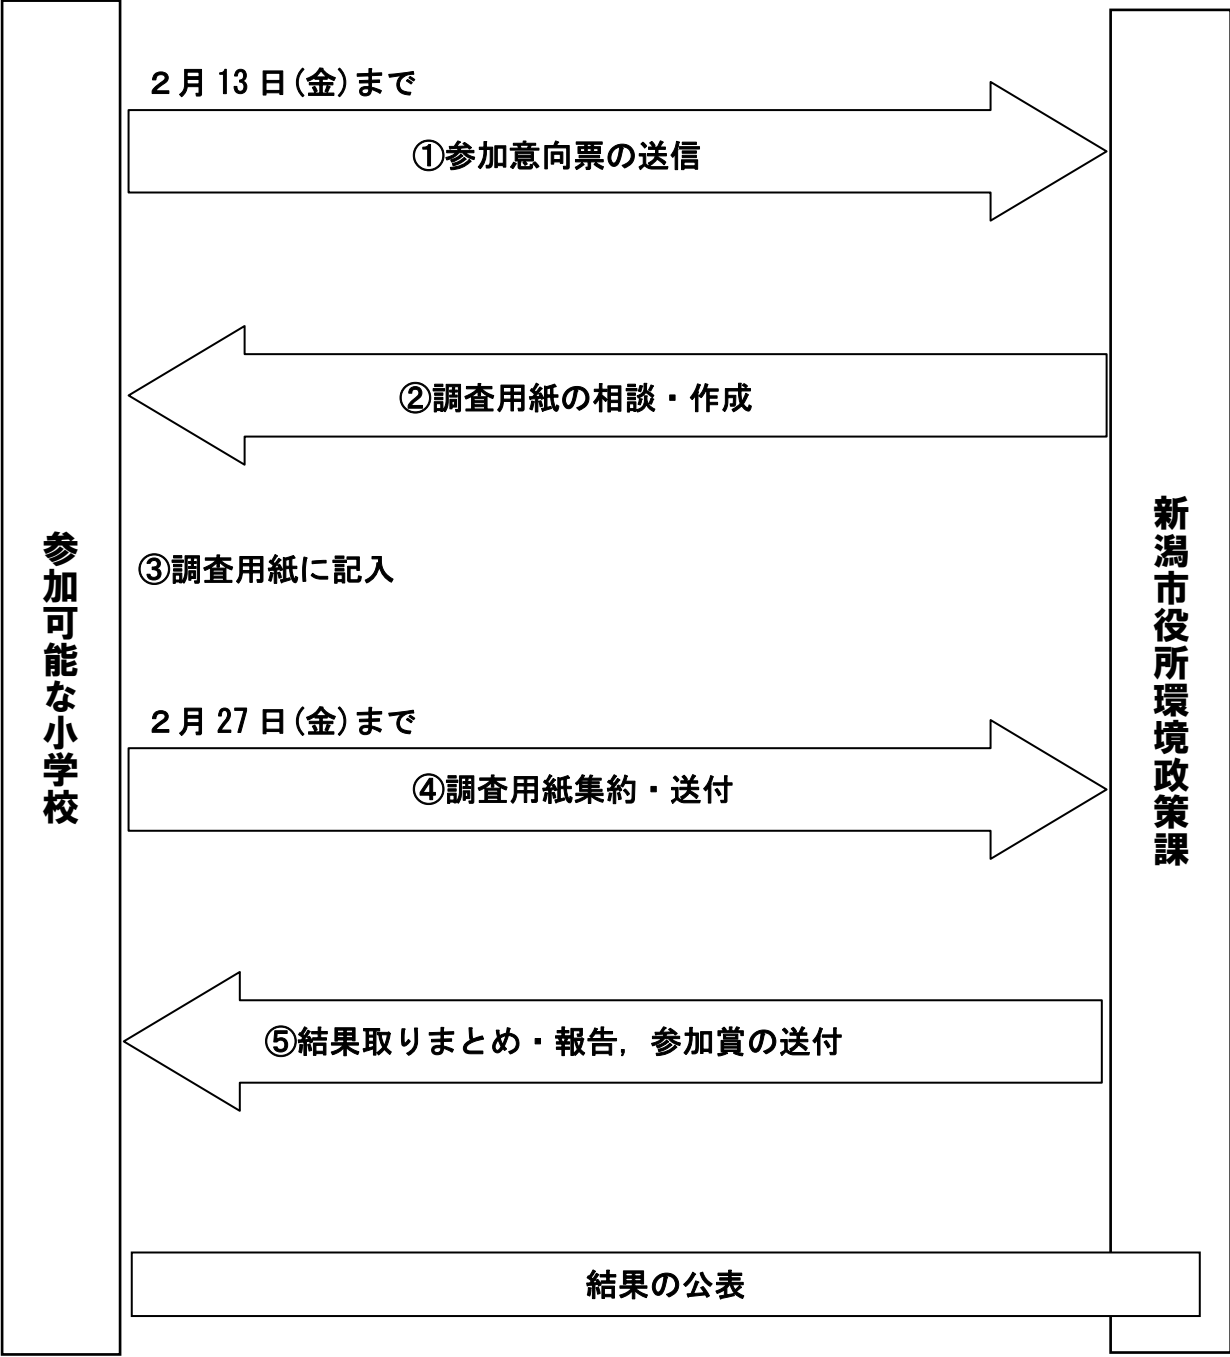 ２月 13 日(金)まで
①参加意向票の送信
②調査用紙の相談・作成
参加可能な小学校
新潟市役所環境政策課
③調査用紙に記入
２月 27 日(金)まで
④調査用紙集約・送付
⑤結果取りまとめ・報告，参加賞の送付
結果の公表